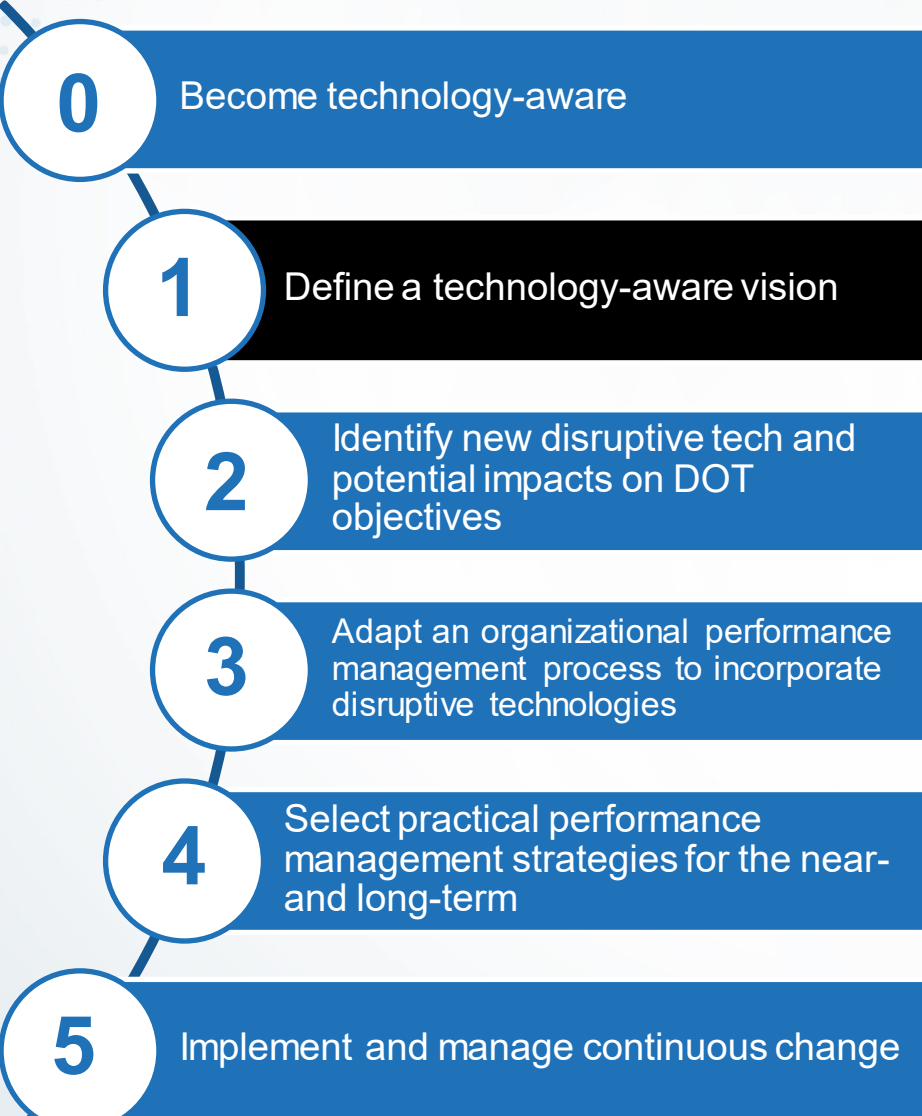 0
Become technology-aware
1
Define a technology-aware vision
2
Identify new disruptive tech and
potential impacts on DOT
objectives
3
Adapt an organizational performance
management process to incorporate
disruptive technologies
4
Select practical performance
management strategies for the near-
and long-term
5
Implement and manage continuous change